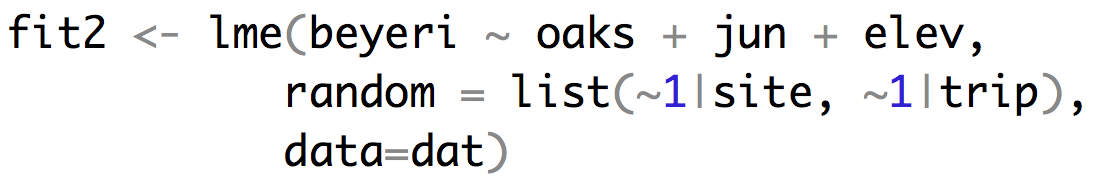 fit2 <- lme(beyeri ~ oaks + jun + elev,
random = list(~1|site, ~1|trip),
data=dat)